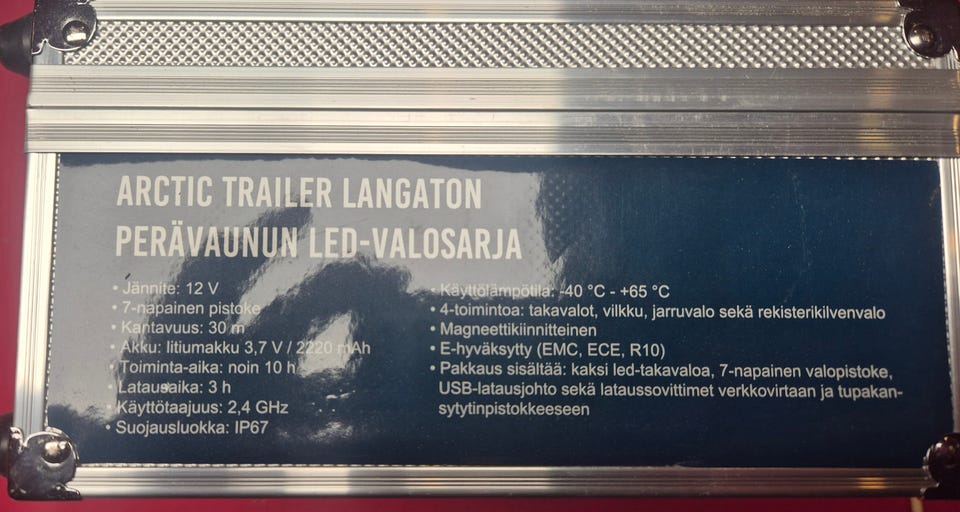 ARCTIC TRAILER LANGATON
PERÄVAUNUN LED-VALOSARJA
• Jännite: 12 V
• 7-napainen pistoke
• Kantavuus: 30 m
• Akku: litiumakku 3,7 V / 2220 mAh
• Toiminta-aika: noin 10 h
• Latausaika: 3 h
• Käyttötaajuus: 2,4 GHz
• Suojausluokka: IP67
• Käyttölämpötila: -40 °C - +65 °C
• 4-toimintoa: takavalot, vilkku, jarruvalo sekä rekisterikilvenvalo
• Magneettikiinnitteinen
• E-hyväksytty (EMC, ECE, R10)
• Pakkaus sisältää: kaksi led-takavaloa, 7-napainen valopistoke,
USB-latausjohto sekä lataussovittimet verkkovirtaan ja tupakan-
sytytinpistokkeeseen